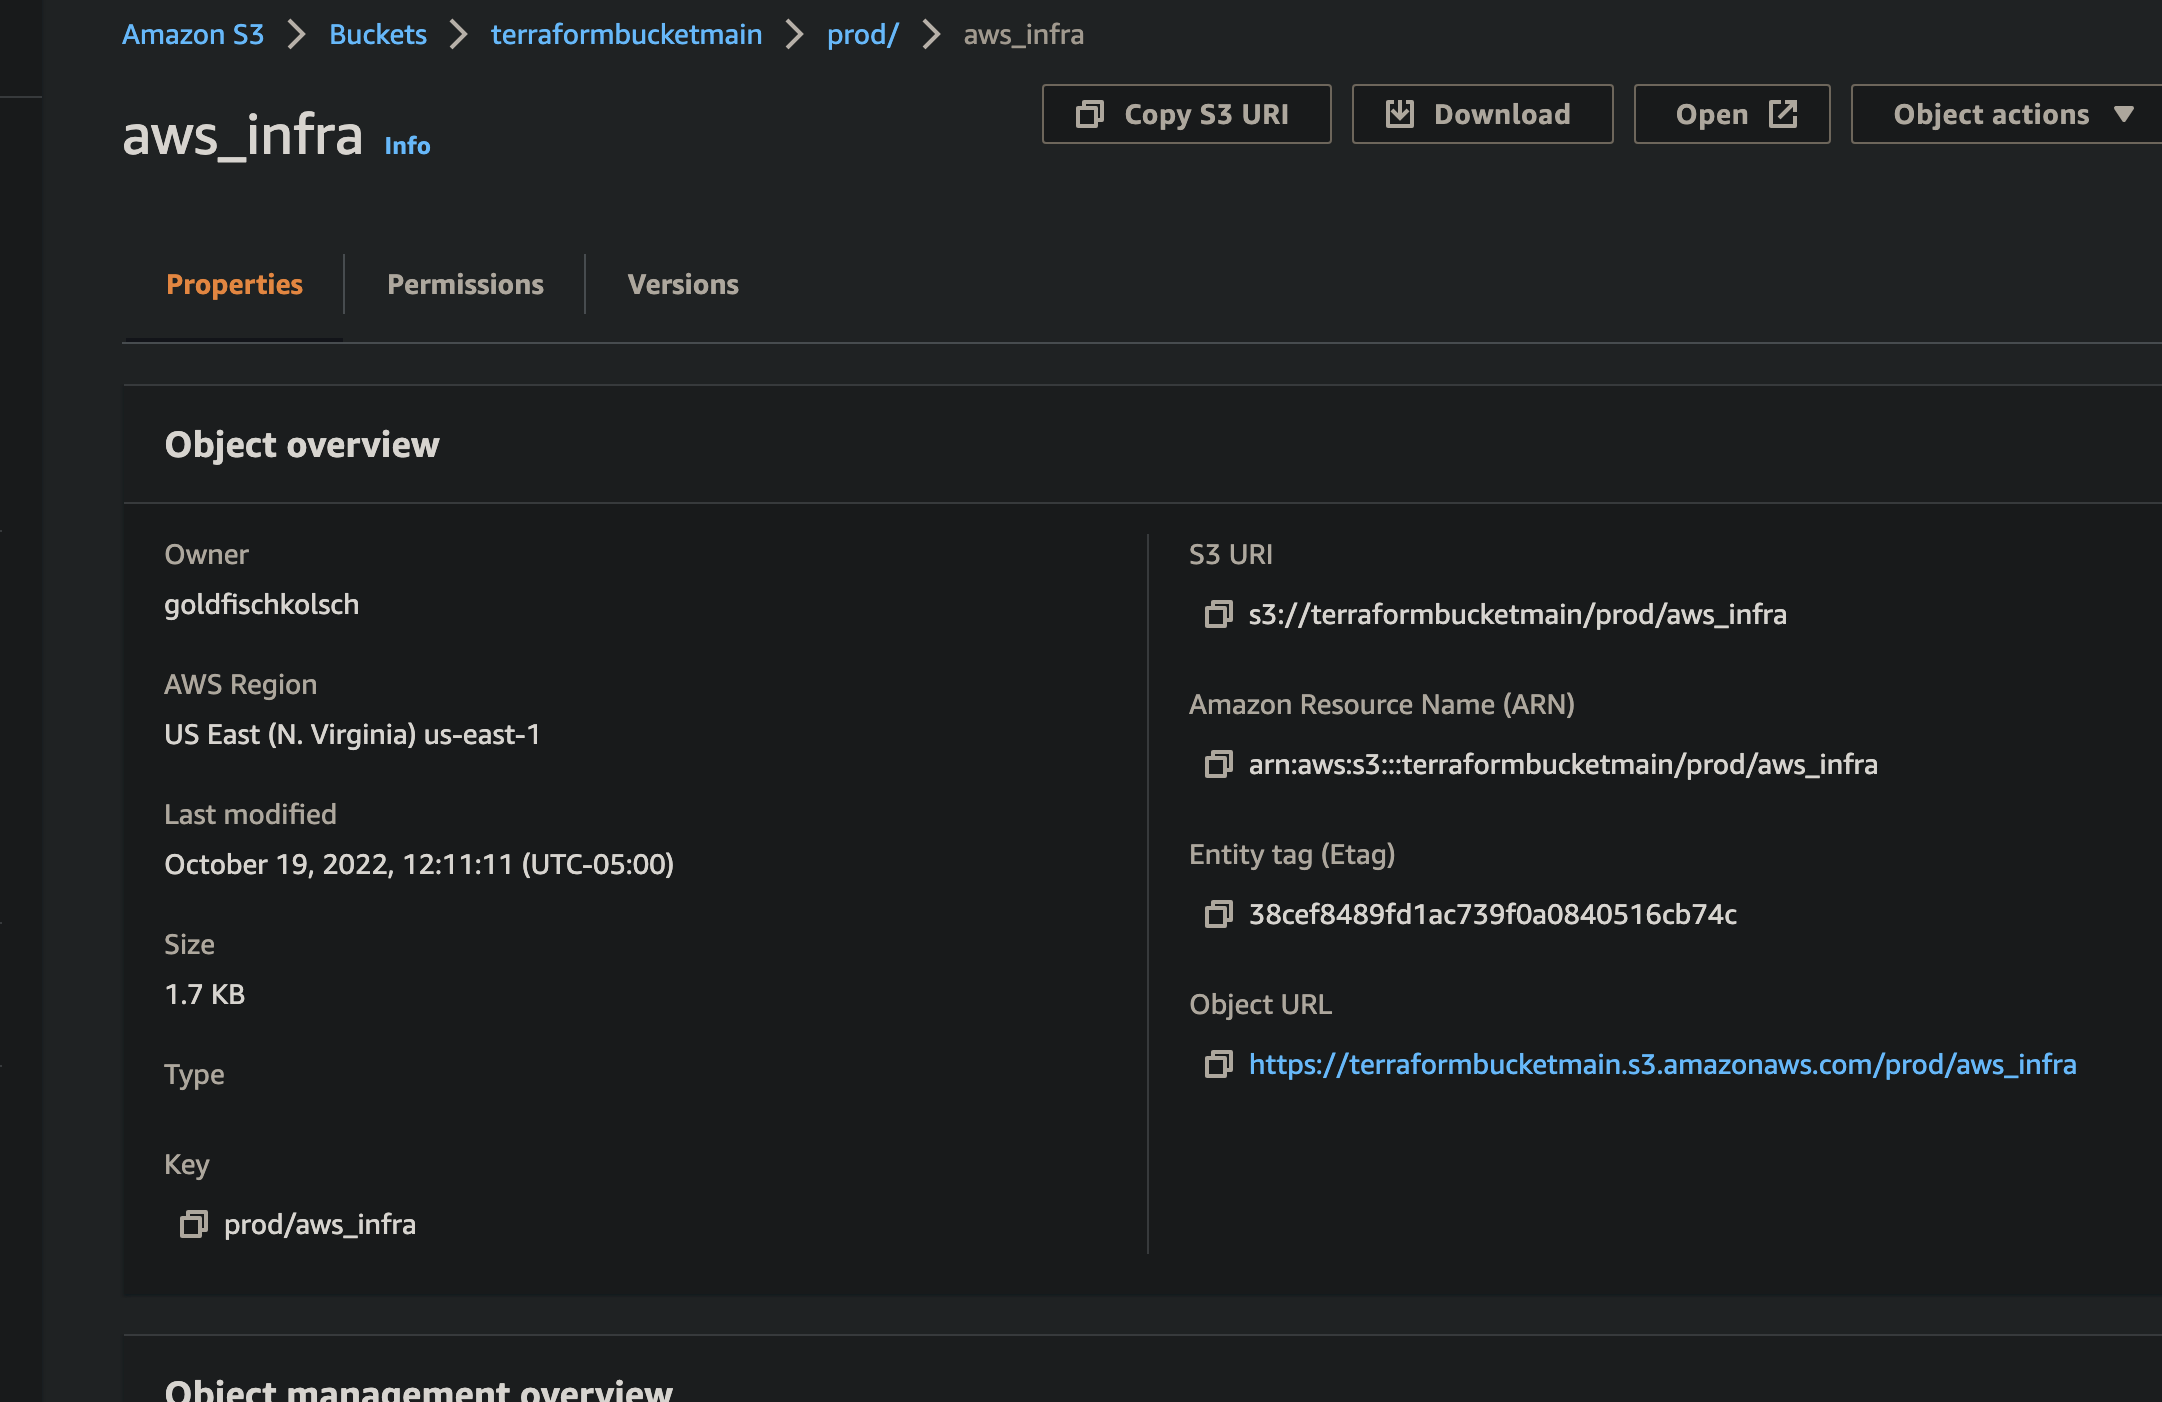 Amazon S3 > Buckets > terraformbucketmain > prod/ > aws_infra
aws_infra Info
Copy S3 URI
Download
Open
Object actions
Properties
Permissions
Versions
Object overview
Owner
goldfischkolsch
AWS Region
US East (N. Virginia) us-east-1
Last modified
October 19, 2022, 12:11:11 (UTC-05:00)
Size
1.7 KB
Type
Key
prod/aws_infra
S3 URI
s3://terraformbucketmain/prod/aws_infra
Amazon Resource Name (ARN)
arn:aws:s3:::terraformbucketmain/prod/aws_infra
Entity tag (Etag)
38cef8489fd1ac739f0a0840516cb74c
Object URL
https://terraformbucketmain.s3.amazonaws.com/prod/aws_infra
Object management overview